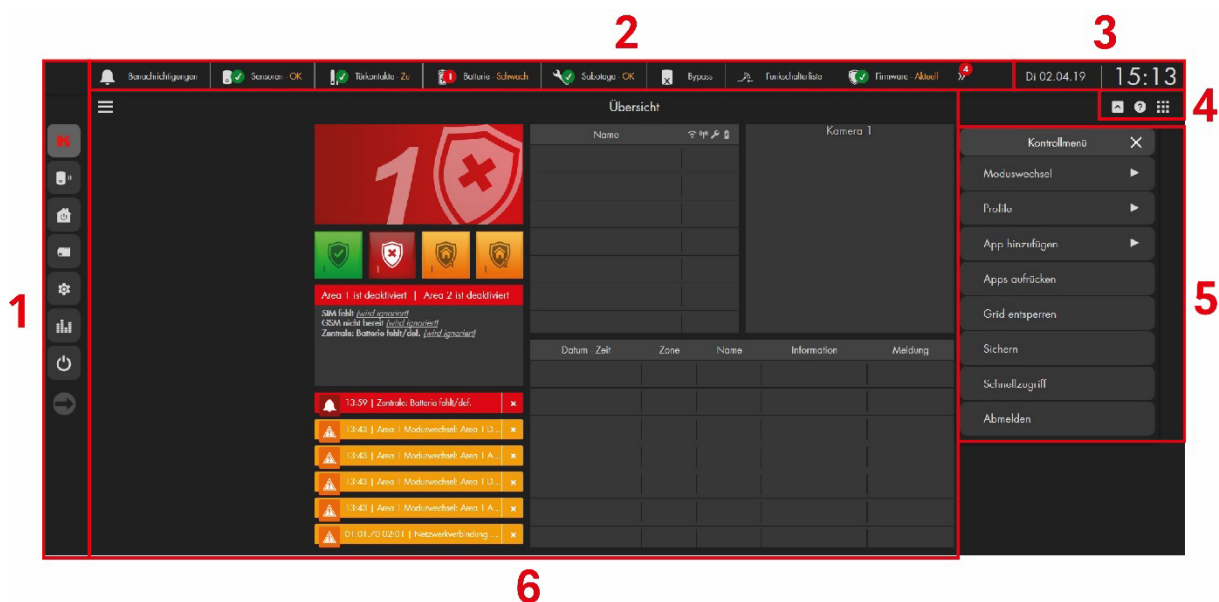 2
3
Benachrichtigungen
Sensoren - OK
Türkontakte - Zu
Batterie - Schwach
Sabotage - OK
Bypass
Funkschalterliste
Firmware - Aktuell
4
Di 02.04.19
15:13
Übersicht
4
Name
Kamera 1
Kontrollmenü
Moduswechsel
Profile
App hinzufügen
Apps aufrücken
Grid entsperren
Sichern
Schnellzugriff
Abmelden
1
5
1
Area 1 ist deaktiviert | Area 2 ist deaktiviert
SIM fehlt (wird ignoriert)
GSM nicht bereit (wird ignoriert)
Zentrale: Batterie fehlt/def. (wird ignoriert)
Datum - Zeit
Zone
Name
Information
Meldung
13:59 | Zentrale: Batterie fehlt/def.
13:43 | Area 1 Moduswechsel: Area 1 D...
13:43 | Area 1 Moduswechsel: Area 1 A...
13:43 | Area 1 Moduswechsel: Area 1 D...
13:43 | Area 1 Moduswechsel: Area 1 A...
01.01.70 02:01 | Netzwerkverbindung ...
6